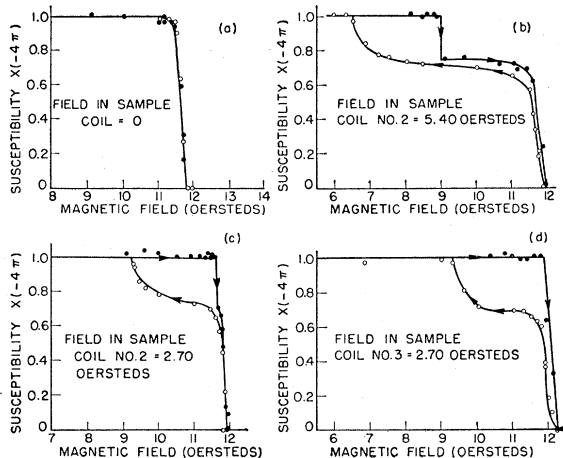 (a)
SUSCEPTIBILITY X(-4π)
1.0
0.8
0.6
0.4
0.2
0
FIELD IN SAMPLE
COIL = 0
8 9 10 11 12 13 14
MAGNETIC FIELD (OERSTEDS)
(b)
SUSCEPTIBILITY X(-4π)
1.0
0.8
0.6
0.4
0.2
0
FIELD IN SAMPLE
COIL NO.2 = 5.40 OERSTEDS
6 7 8 9 10 11 12
MAGNETIC FIELD (OERSTEDS)
(c)
SUSCEPTIBILITY X(-4π)
1.0
0.8
0.6
0.4
0.2
0
FIELD IN SAMPLE
COIL NO.2 = 2.70
OERSTEDS
7 8 9 10 11 12
MAGNETIC FIELD (OERSTEDS)
(d)
SUSCEPTIBILITY X(-4π)
1.0
0.8
0.6
0.4
0.2
0
FIELD IN SAMPLE
COIL NO.3 = 2.70 OERSTEDS
6 7 8 9 10 11 12
MAGNETIC FIELD (OERSTEDS)